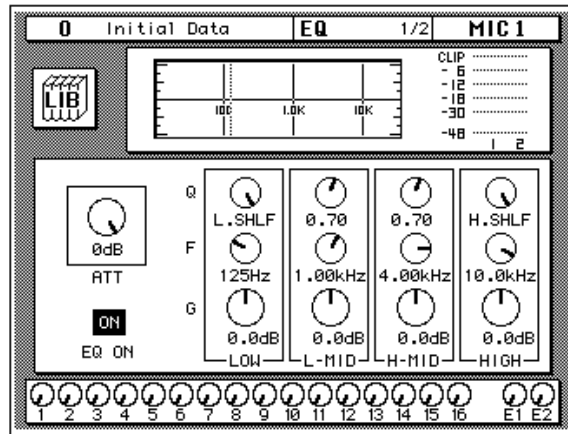 0 Initial Data EQ 1/2 MIC 1
LIB
100 1.0K 10K
CLIP
- 6
-12
-18
-30
-48
1 2
Q L.SHLF 0.70 0.70 H.SHLF
0dB
ATT
F 125Hz 1.00kHz 4.00kHz 10.0kHz
G 0.0dB 0.0dB 0.0dB 0.0dB
ON
EQ ON
LOW L-MID H-MID HIGH
1 2 3 4 5 6 7 8 9 10 11 12 13 14 15 16 E1 E2